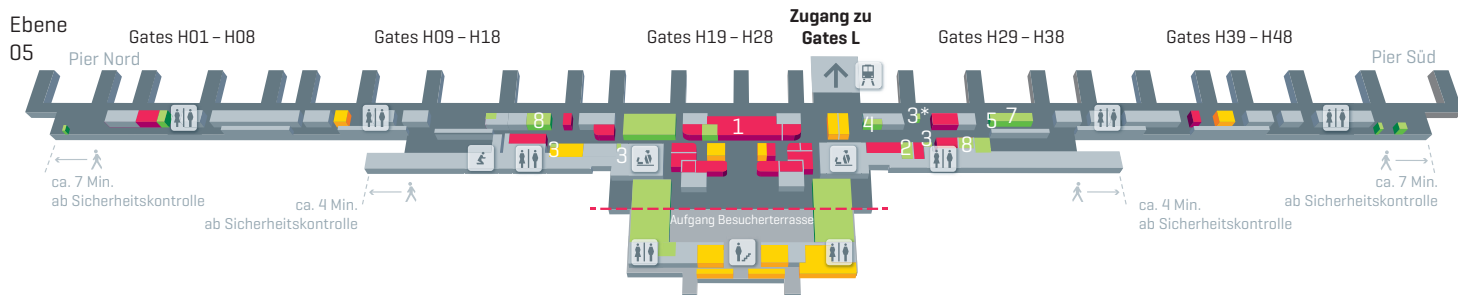 Ebene
05
Gates H01 – H08
Gates H09 – H18
Gates H19 – H28
Zugang zu
Gates L
Gates H29 – H38
Gates H39 – H48
Pier Nord
Pier Süd
8
1
4
3*
5
7
3
3
2
3
8
ca. 7 Min.
ab Sicherheitskontrolle
ca. 4 Min.
ab Sicherheitskontrolle
Aufgang Besucherterrasse
ca. 4 Min.
ab Sicherheitskontrolle
ca. 7 Min.
ab Sicherheitskontrolle